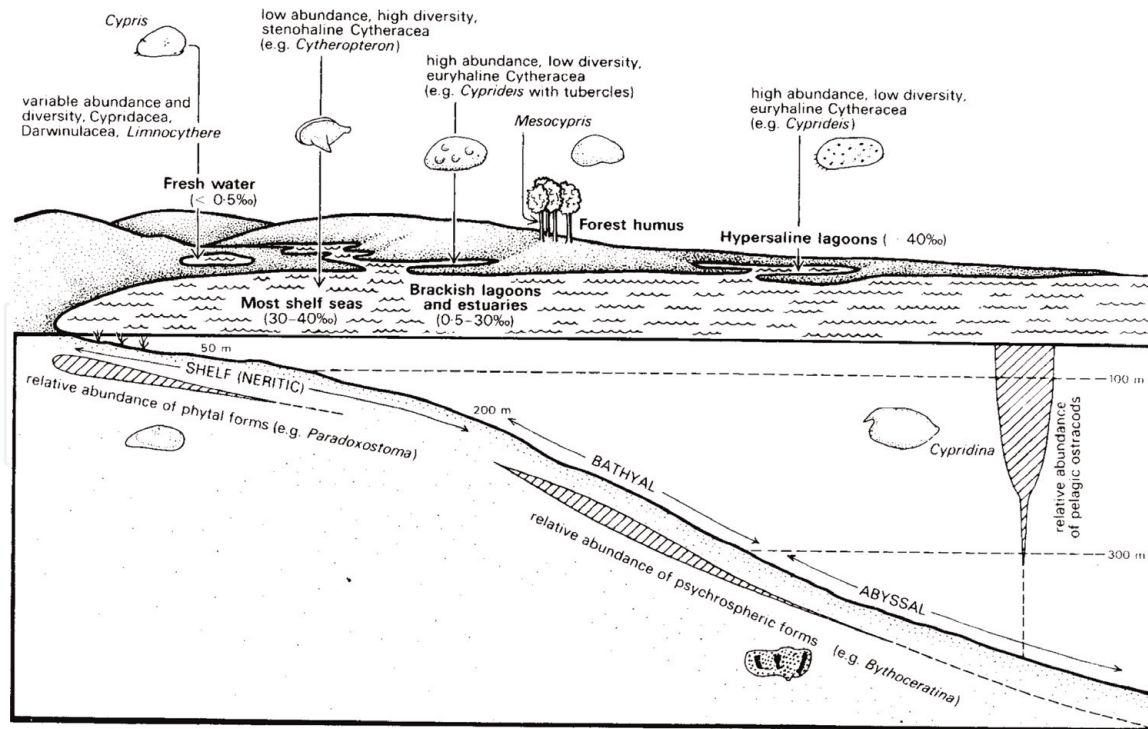 Cypris
low abundance, high diversity,
stenohaline Cytheracea
(e.g. Cytheropteron)
high abundance, low diversity,
euryhaline Cytheracea
(e.g. Cyprideis with tubercles)
high abundance, low diversity,
euryhaline Cytheracea
(e.g. Cyprideis)
variable abundance and
diversity, Cypridacea,
Darwinulacea, Limnocythere
Mesocypris
Fresh water
(< 0·5‰)
Forest humus
Hypersaline lagoons ( 40‰)
Most shelf seas
(30–40‰)
Brackish lagoons
and estuaries
(0·5–30‰)
50 m
SHELF (NERITIC)
relative abundance of phytal forms (e.g. Paradoxostoma)
100 m
200 m
BATHYAL
Cypridina
relative abundance
of pelagic ostracods
relative abundance of psychrospheric forms
(e.g. Bythoceratina)
300 m
ABYSSAL